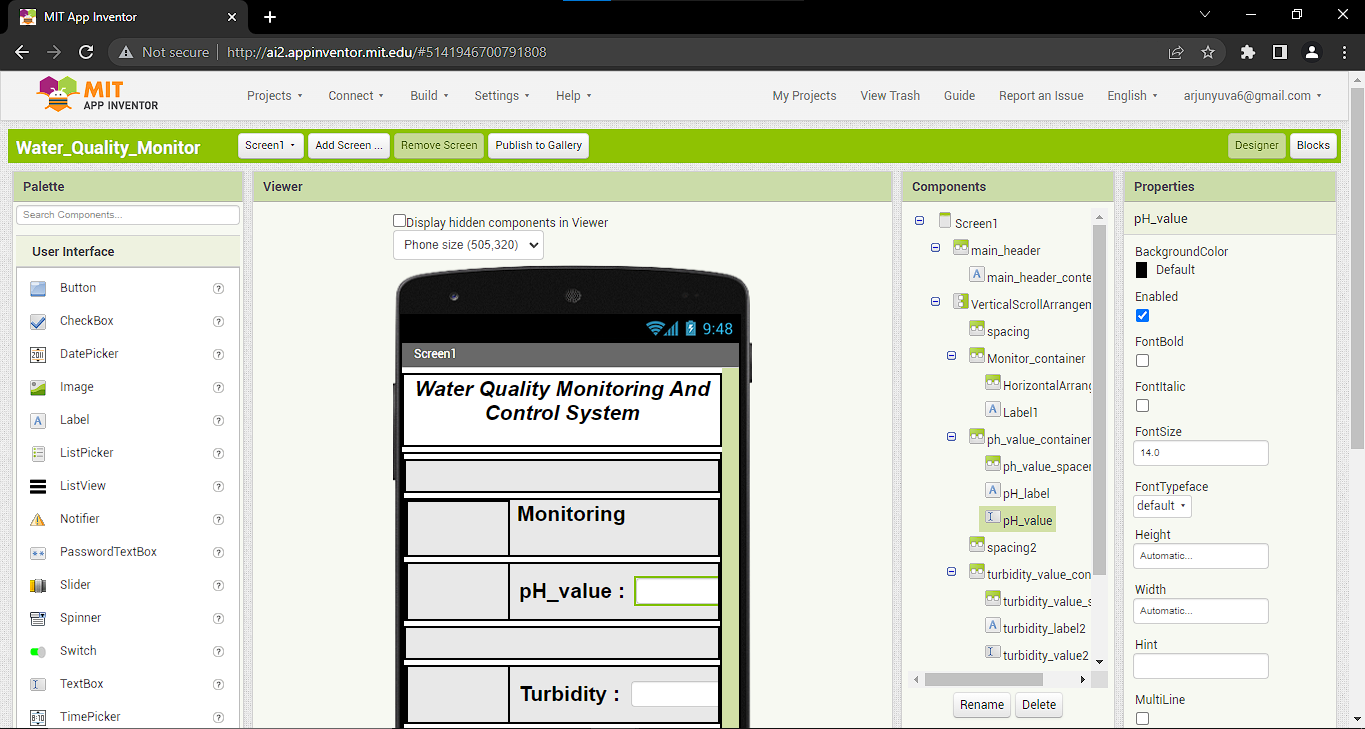 MIT App Inventor
Not secure
http://ai2.appinventor.mit.edu/#5141946700791808
MIT
APP INVENTOR
Projects
Connect
Build
Settings
Help
My Projects
View Trash
Guide
Report an Issue
English
arjunyuva6@gmail.com
Water_Quality_Monitor
Screen1
Add Screen ...
Remove Screen
Publish to Gallery
Designer
Blocks
Palette
Search Components...
User Interface
Button
CheckBox
DatePicker
Image
Label
ListPicker
ListView
Notifier
PasswordTextBox
Slider
Spinner
Switch
TextBox
TimePicker
Viewer
Display hidden components in Viewer
Phone size (505,320)
9:48
Screen1
Water Quality Monitoring And
Control System
Monitoring
pH_value :
Turbidity :
Components
Screen1
main_header
main_header_conte
VerticalScrollArrangem
spacing
Monitor_container
HorizontalArrang
Label1
ph_value_container
ph_value_spacer
pH_label
pH_value
spacing2
turbidity_value_con
turbidity_value_s
turbidity_label2
turbidity_value2
Rename
Delete
Properties
pH_value
BackgroundColor
Default
Enabled
FontBold
FontItalic
FontSize
14.0
FontTypeface
default
Height
Automatic...
Width
Automatic...
Hint
MultiLine